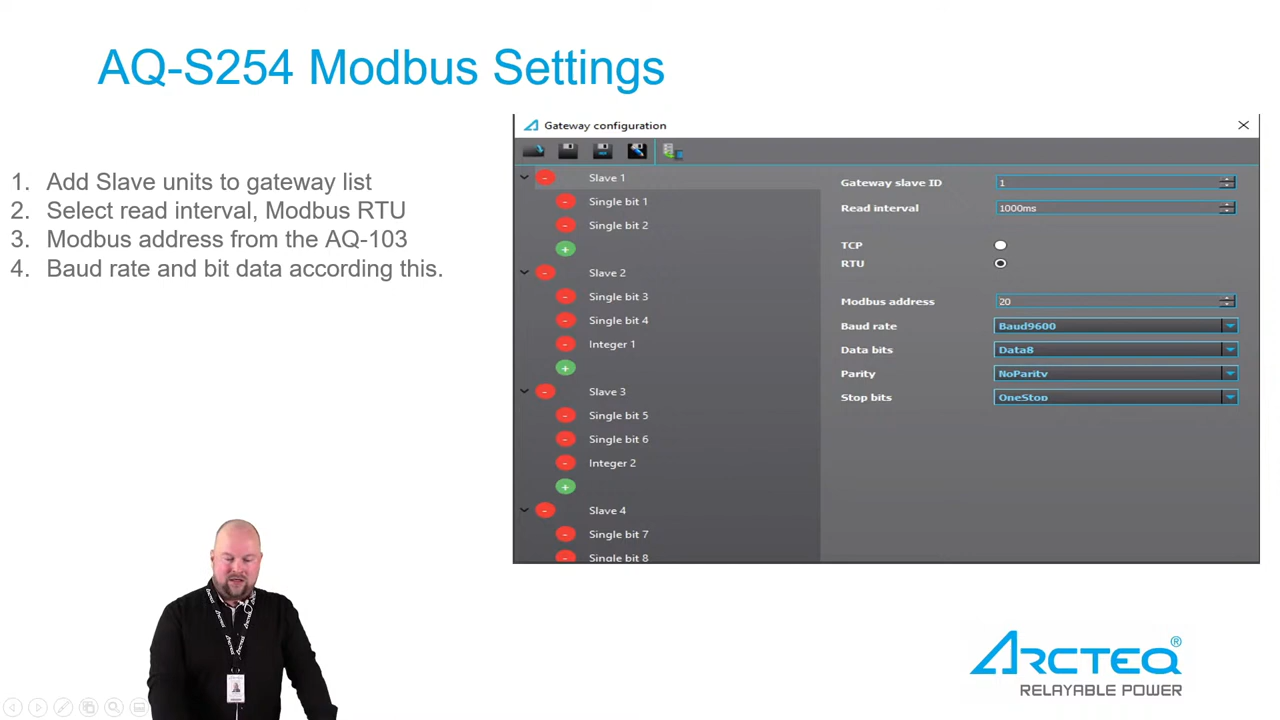 AQ-S254 Modbus Settings
1. Add Slave units to gateway list
2. Select read interval, Modbus RTU
3. Modbus address from the AQ-103
4. Baud rate and bit data according this.
Gateway configuration
Slave 1
Single bit 1
Single bit 2
Slave 2
Single bit 3
Single bit 4
Integer 1
Slave 3
Single bit 5
Single bit 6
Integer 2
Slave 4
Single bit 7
Single bit 8
Gateway slave ID 1
Read interval 1000ms
TCP
RTU
Modbus address 20
Baud rate Baud9600
Data bits Data8
Parity NoParity
Stop bits OneStop
ARCTEQ®
RELAYABLE POWER